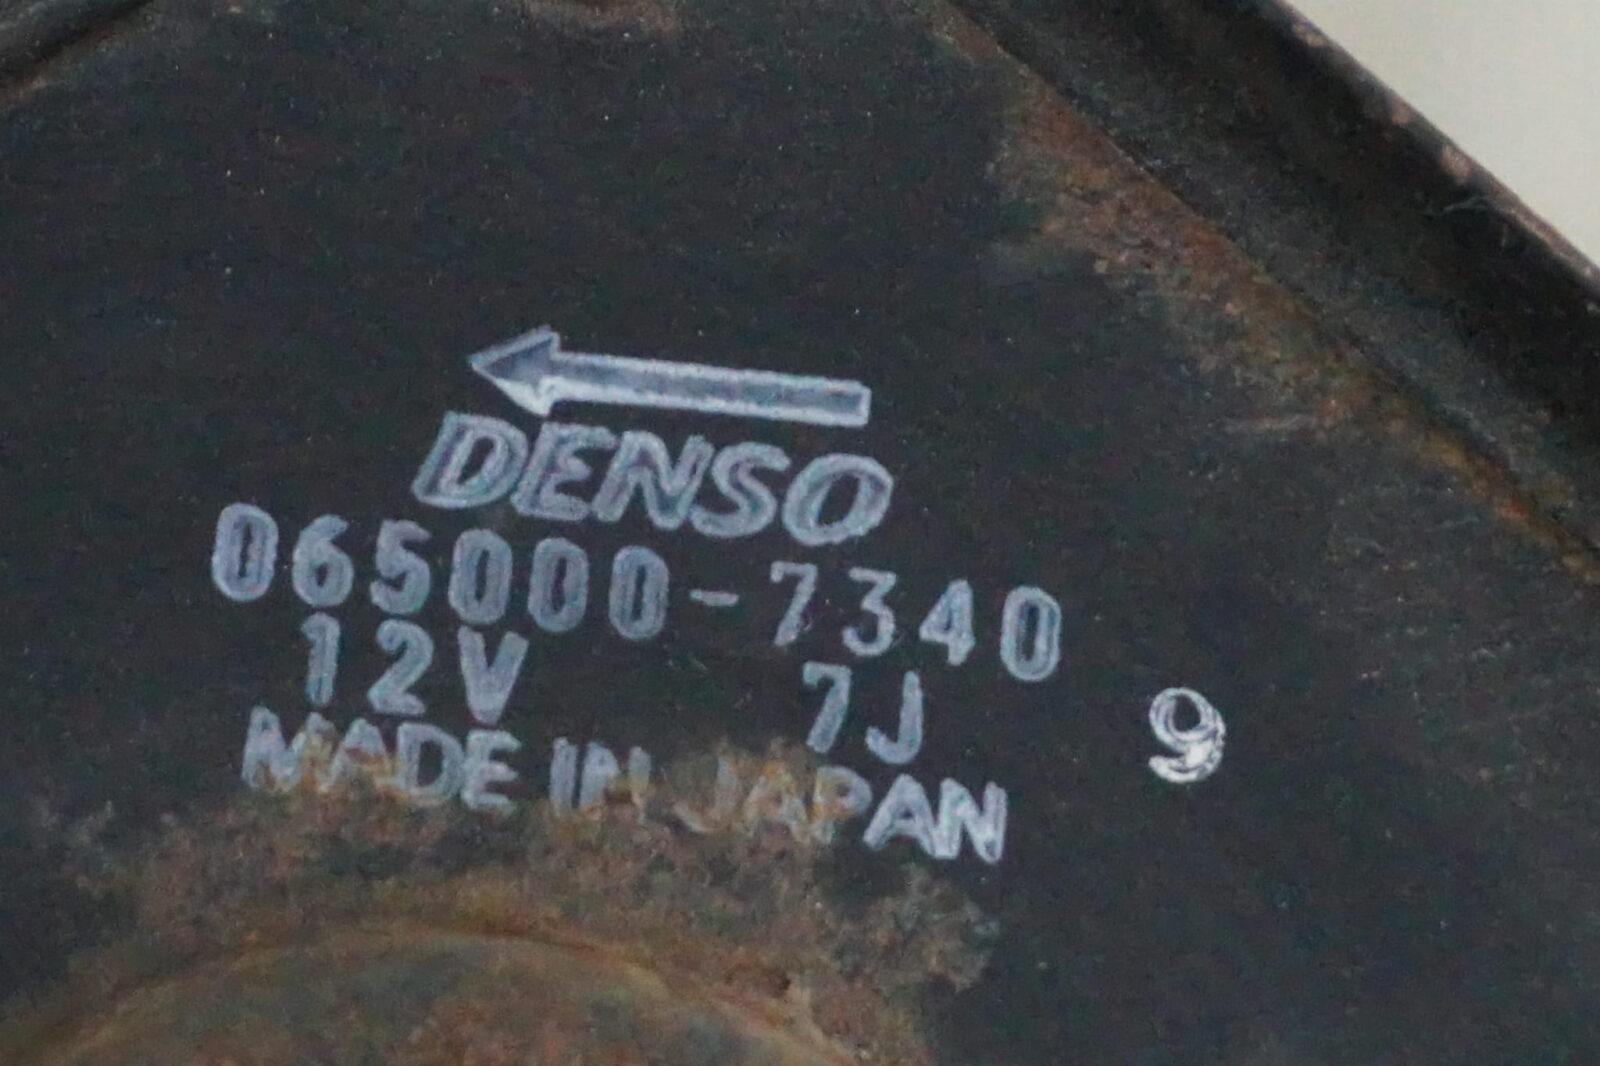 DENSO
065000-7340
12V 7J
9
MADE IN JAPAN